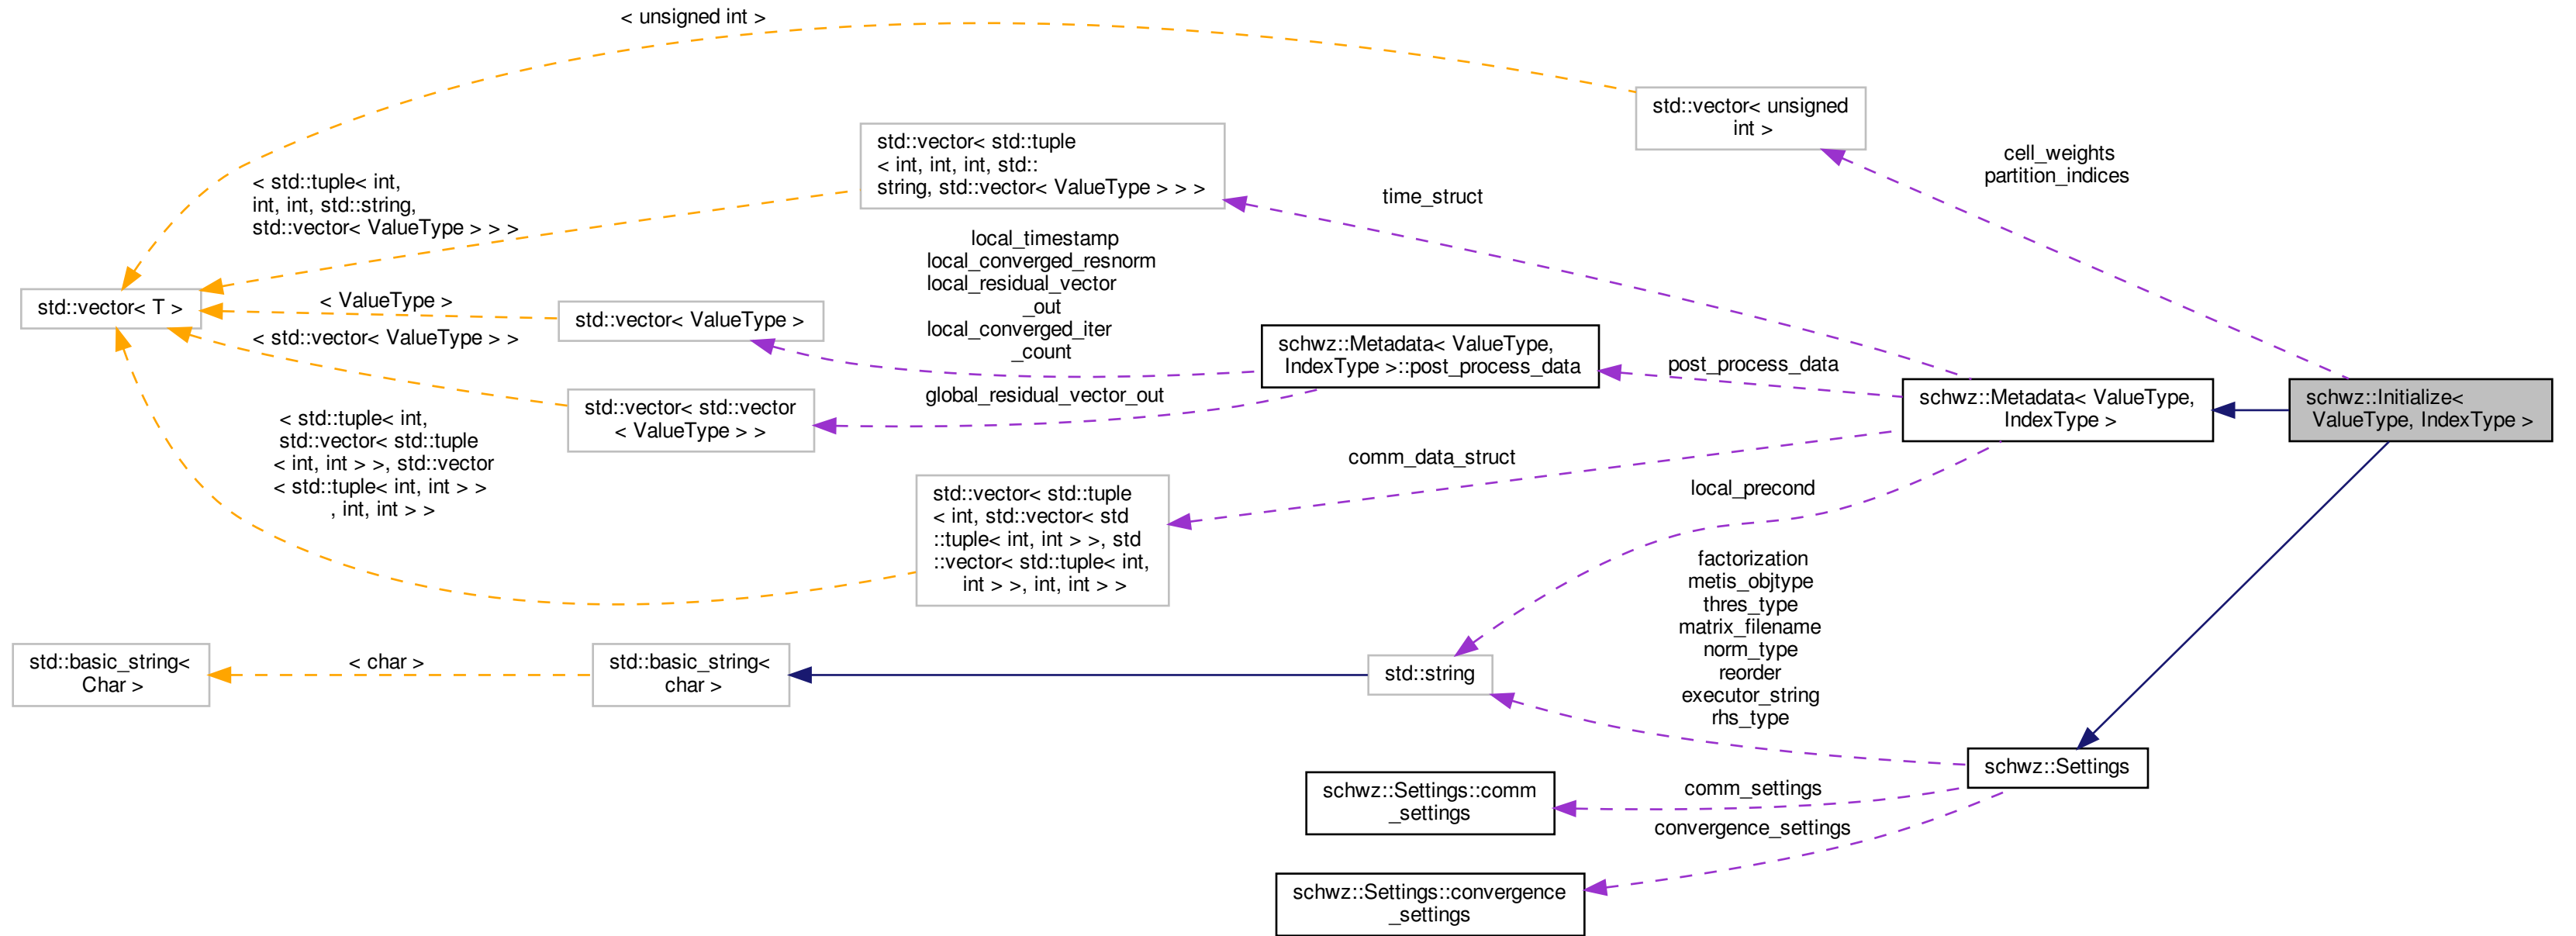 < unsigned int >
std::vector< unsigned
int >
cell_weights
partition_indices
std::vector< std::tuple
< int, int, int, std::
string, std::vector< ValueType > > >
time_struct
< std::tuple< int,
int, int, std::string,
std::vector< ValueType > > >
local_timestamp
local_converged_resnorm
local_residual_vector
_out
local_converged_iter
_count
std::vector< T >
< ValueType >
std::vector< ValueType >
< std::vector< ValueType > >
schwz::Metadata< ValueType,
IndexType >::post_process_data
post_process_data
global_residual_vector_out
schwz::Metadata< ValueType,
IndexType >
schwz::Initialize<
ValueType, IndexType >
std::vector< std::vector
< ValueType > >
< std::tuple< int,
std::vector< std::tuple
< int, int > >, std::vector
< std::tuple< int, int > >
, int, int > >
comm_data_struct
std::vector< std::tuple
< int, std::vector< std
::tuple< int, int > >, std
::vector< std::tuple< int,
int > >, int, int > >
local_precond
factorization
metis_objtype
thres_type
matrix_filename
norm_type
reorder
executor_string
rhs_type
std::basic_string<
Char >
< char >
std::basic_string<
char >
std::string
schwz::Settings
schwz::Settings::comm
_settings
comm_settings
convergence_settings
schwz::Settings::convergence
_settings